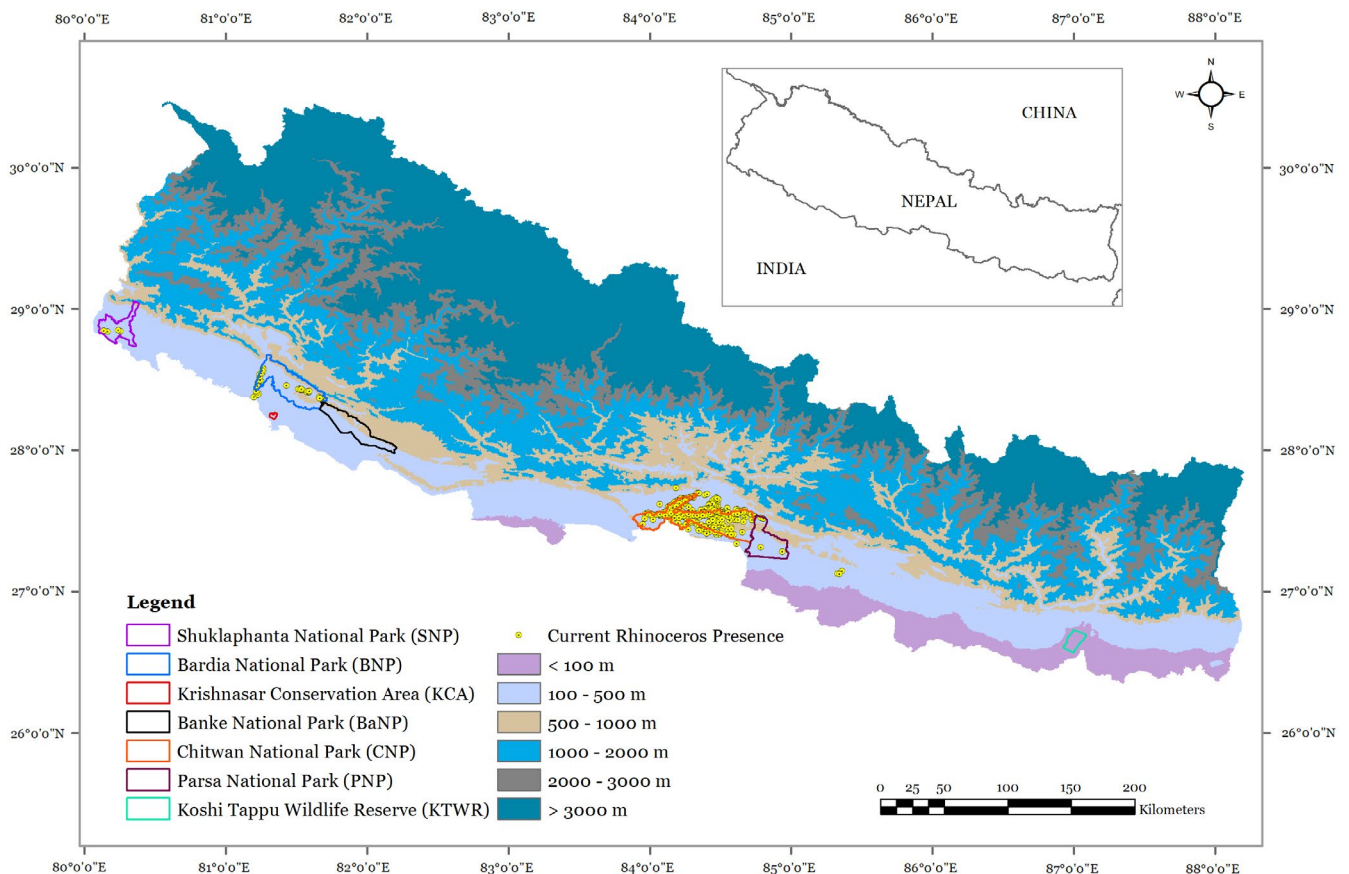 80°0'0"E 81°0'0"E 82°0'0"E 83°0'0"E 84°0'0"E 85°0'0"E 86°0'0"E 87°0'0"E 88°0'0"E
N
W E
S
CHINA
NEPAL
INDIA
30°0'0"N 30°0'0"N
29°0'0"N 29°0'0"N
28°0'0"N 28°0'0"N
27°0'0"N 27°0'0"N
26°0'0"N 26°0'0"N
Legend
Shuklaphanta National Park (SNP)
Bardia National Park (BNP)
Krishnasar Conservation Area (KCA)
Banke National Park (BaNP)
Chitwan National Park (CNP)
Parsa National Park (PNP)
Koshi Tappu Wildlife Reserve (KTWR)
Current Rhinoceros Presence
< 100 m
100 - 500 m
500 - 1000 m
1000 - 2000 m
2000 - 3000 m
> 3000 m
0 25 50 100 150 200
Kilometers
80°0'0"E 81°0'0"E 82°0'0"E 83°0'0"E 84°0'0"E 85°0'0"E 86°0'0"E 87°0'0"E 88°0'0"E